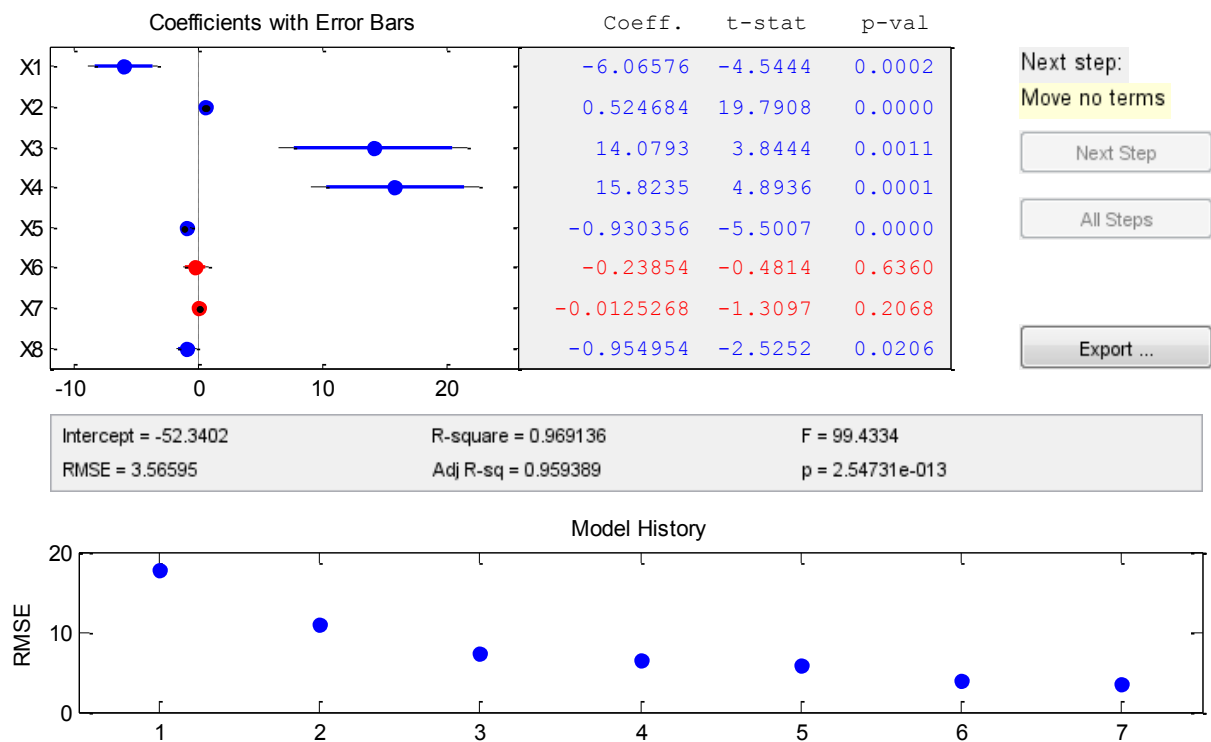 Coefficients with Error Bars
Coeff. t-stat p-val
X1 -6.06576 -4.5444 0.0002
X2 0.524684 19.7908 0.0000
X3 14.0793 3.8444 0.0011
X4 15.8235 4.8936 0.0001
X5 -0.930356 -5.5007 0.0000
X6 -0.23854 -0.4814 0.6360
X7 -0.0125268 -1.3097 0.2068
X8 -0.954954 -2.5252 0.0206
-10 0 10 20
Next step:
Move no terms
Next Step
All Steps
Export ...
Intercept = -52.3402 R-square = 0.969136 F = 99.4334
RMSE = 3.56595 Adj R-sq = 0.959389 p = 2.54731e-013
Model History
RMSE
20
10
0
1 2 3 4 5 6 7